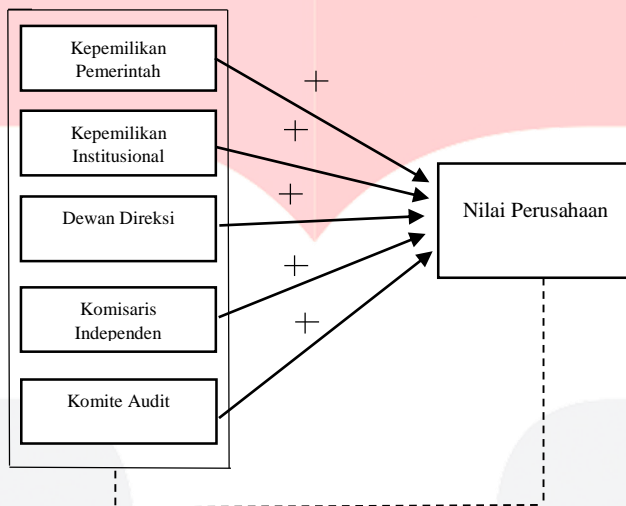 Kepemilikan
Pemerintah
+
Kepemilikan
Institusional
+
Dewan Direksi
+
Nilai Perusahaan
Komisaris
Independen
+
+
Komite Audit